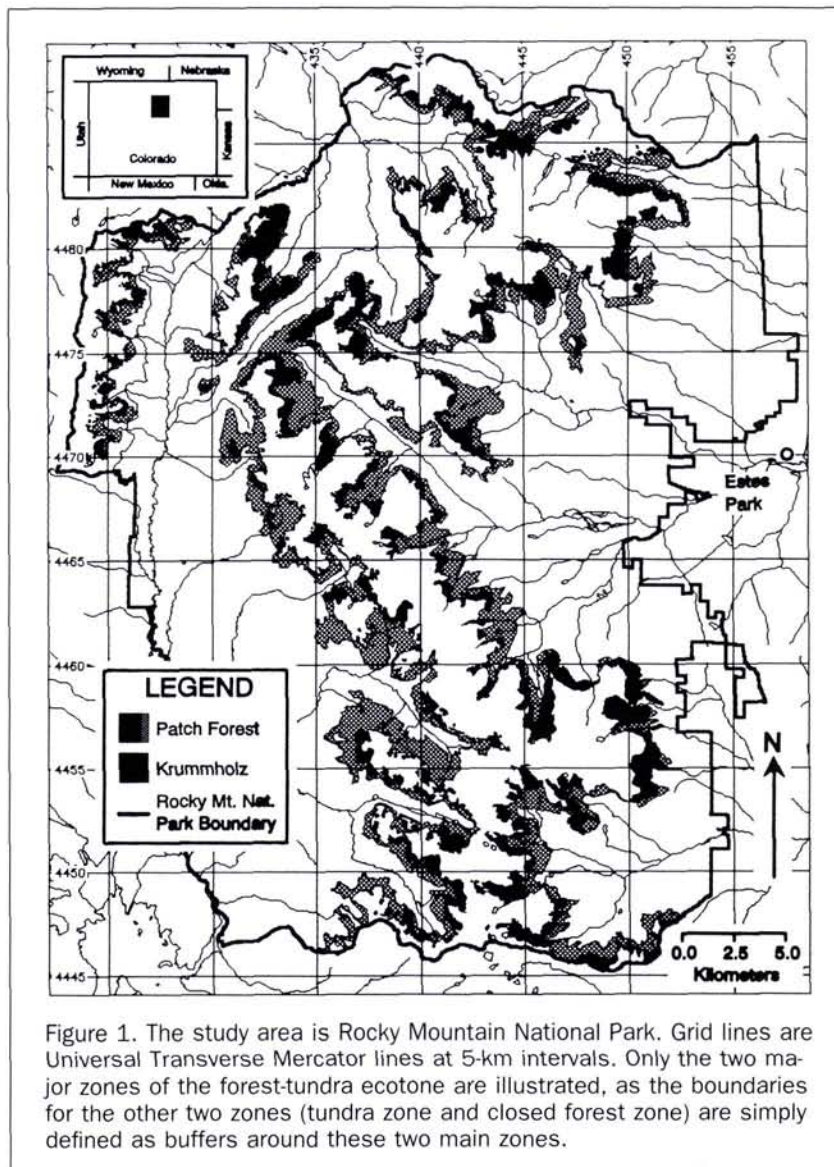 Wyoming
Nebraska
Utah
Kansas
Colorado
New Mexico
Okla.
435
440
445
450
455
4480
4475
4470
4465
4460
4455
4450
4445
Estes
Park
LEGEND
Patch Forest
Krummholz
Rocky Mt. Nat.
Park Boundary
N
0.0 2.5 5.0
Kilometers
Figure 1. The study area is Rocky Mountain National Park. Grid lines are
Universal Transverse Mercator lines at 5-km intervals. Only the two ma-
jor zones of the forest-tundra ecotone are illustrated, as the boundaries
for the other two zones (tundra zone and closed forest zone) are simply
defined as buffers around these two main zones.